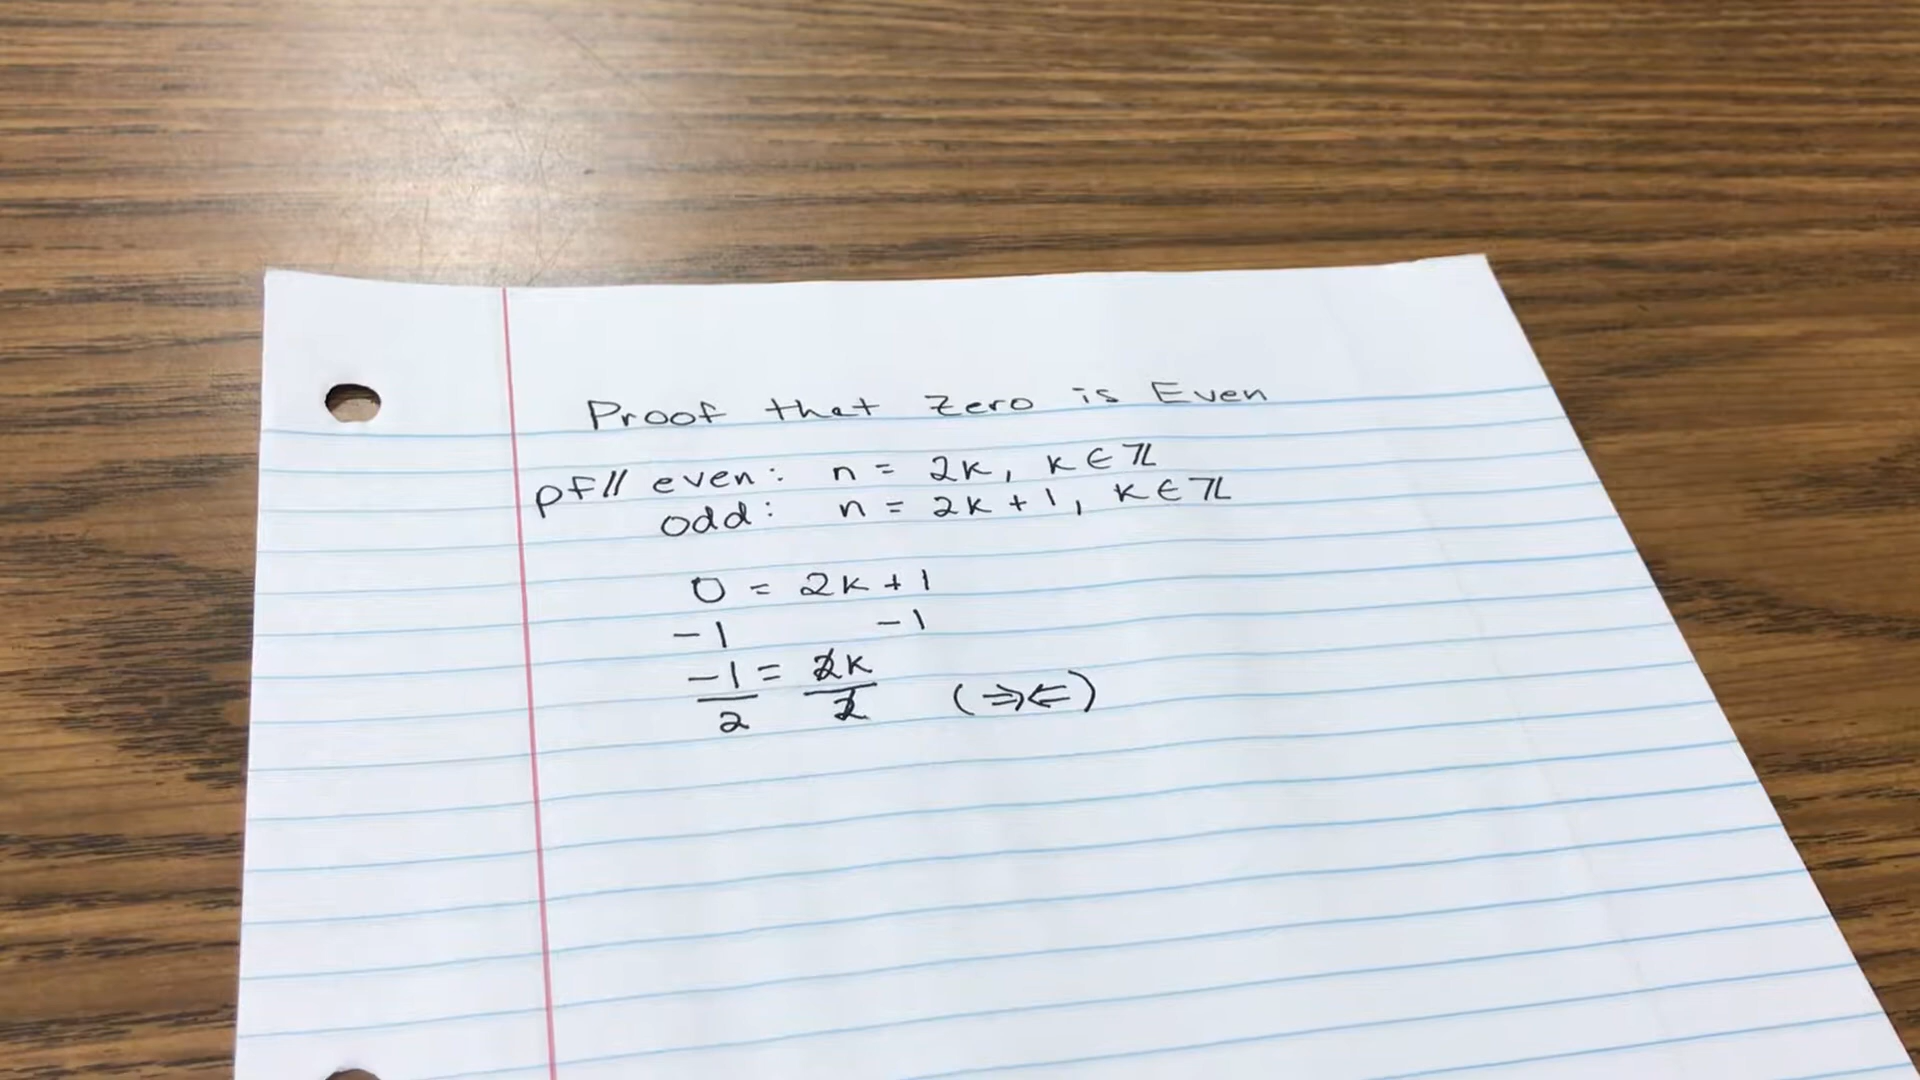 Proof that Zero is Even
pf// even: n = 2k, k ∈ ℤ
odd: n = 2k + 1, k ∈ ℤ
0 = 2k + 1
-1 -1
-1 = 2k
2 2 (⇒⇐)